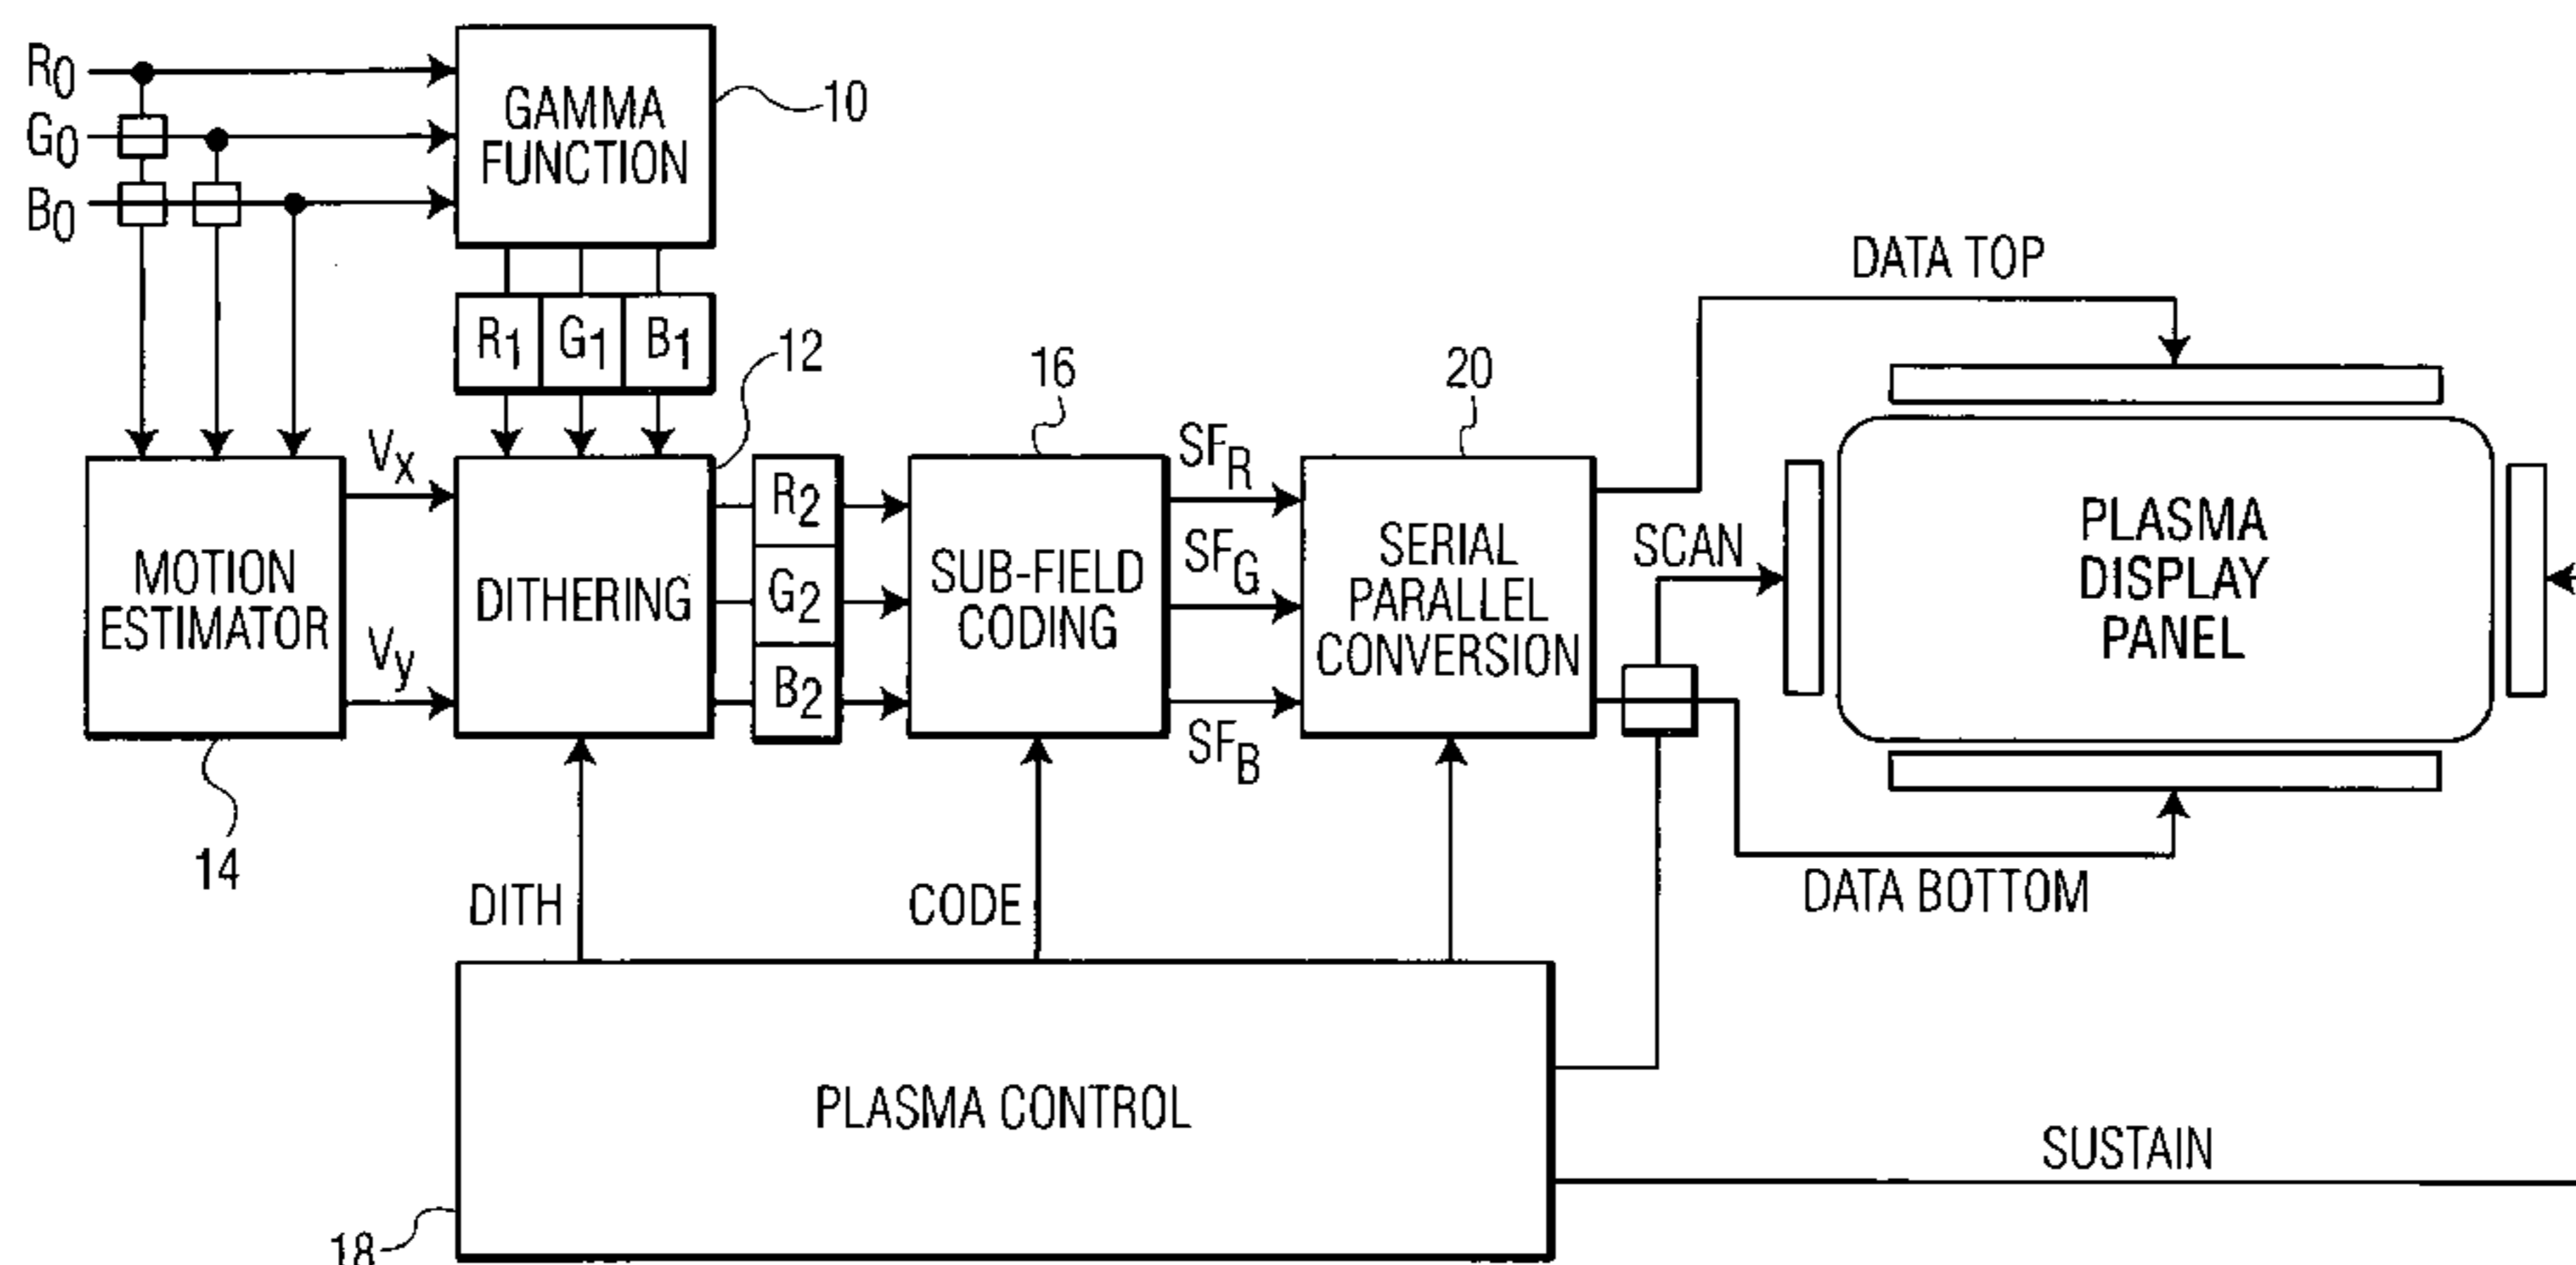 R0
G0
B0
GAMMA
FUNCTION
10
R1 G1 B1
12
DATA TOP
MOTION
ESTIMATOR
14
Vx
Vy
DITHERING
R2
G2
B2
16
SUB-FIELD
CODING
SFR
SFG
SFB
20
SERIAL
PARALLEL
CONVERSION
SCAN
PLASMA
DISPLAY
PANEL
DATA BOTTOM
DITH
CODE
PLASMA CONTROL
18
SUSTAIN